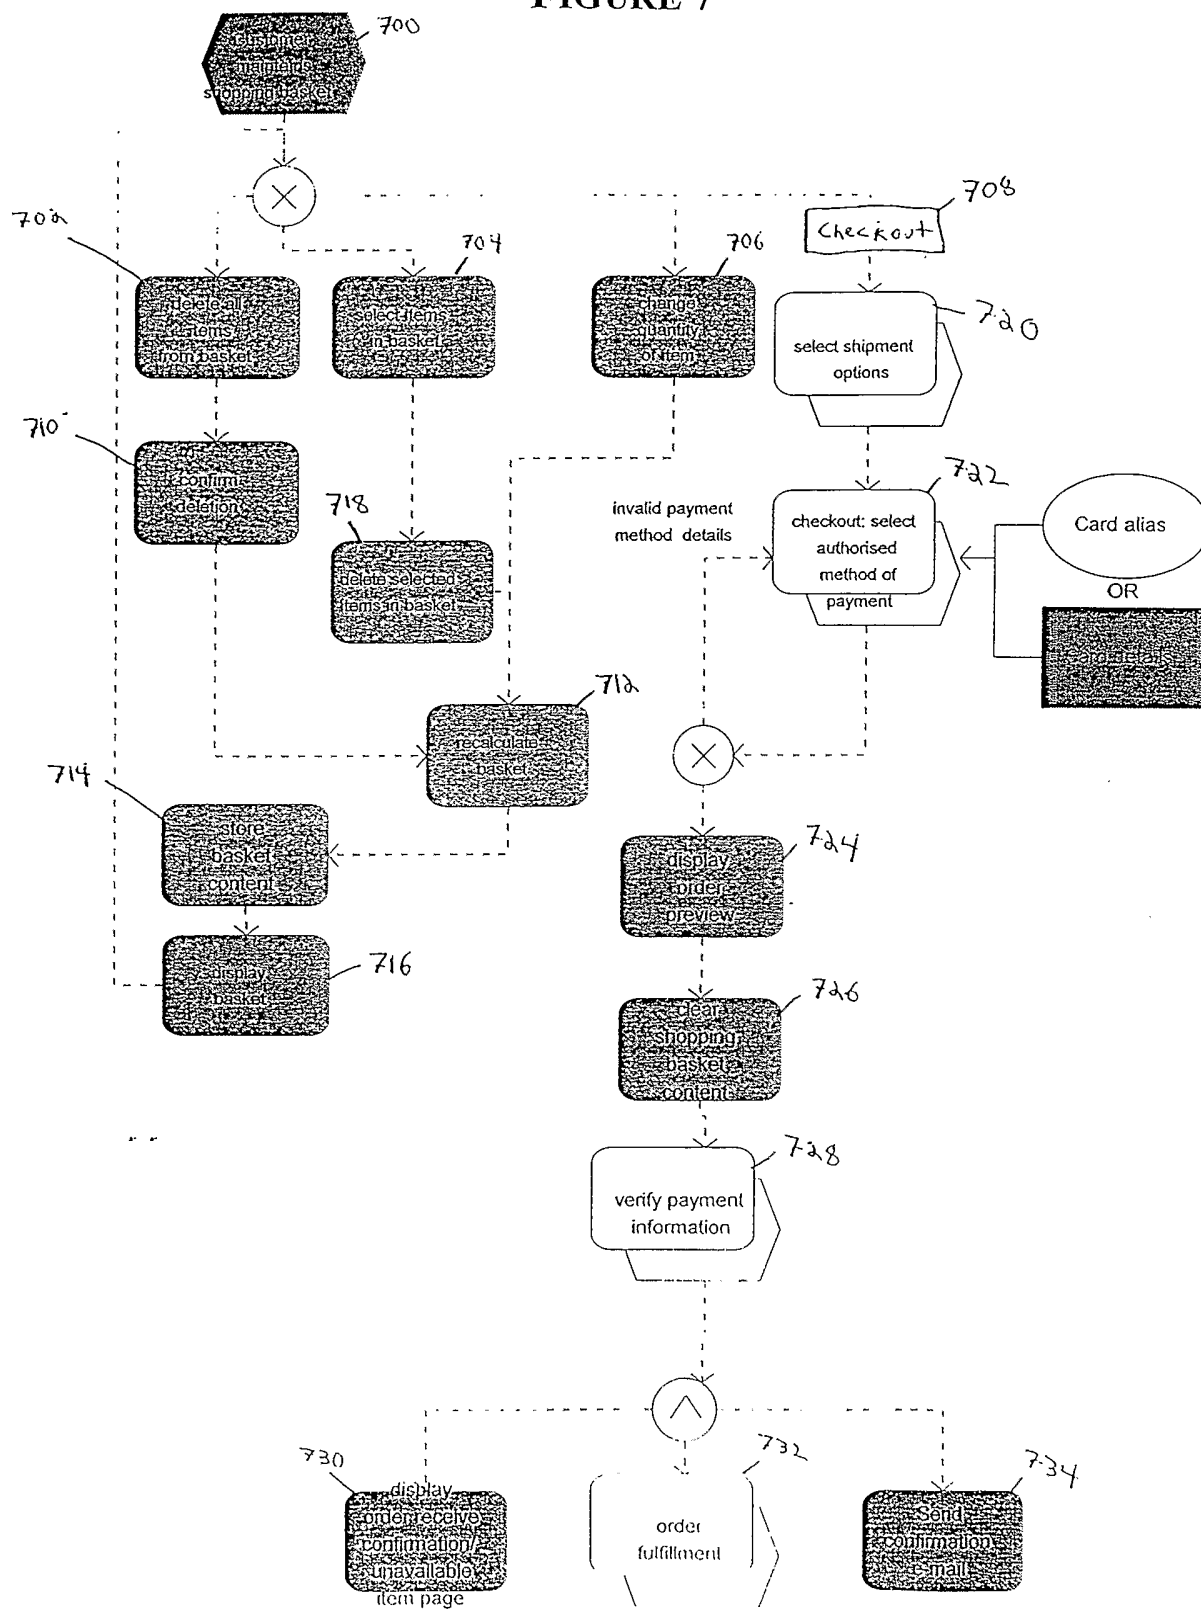 FIGURE 7
700
customer
maintains
shopping basket
702
704
706
708
Checkout
delete all
items
from basket
select items
in basket
change
quantity
of item
720
select shipment
options
710
confirm
deletion
718
delete selected
items in basket
invalid payment
method details
722
checkout: select
authorised
method of
payment
Card alias
OR
card details
712
recalculate
basket
714
store
basket
content
724
display
order
preview
716
display
basket
726
clear
shopping
basket
content
728
verify payment
information
730
display
order receive
confirmation/
unavailable
item page
732
order
fulfillment
734
Send
confirmation
e-mail